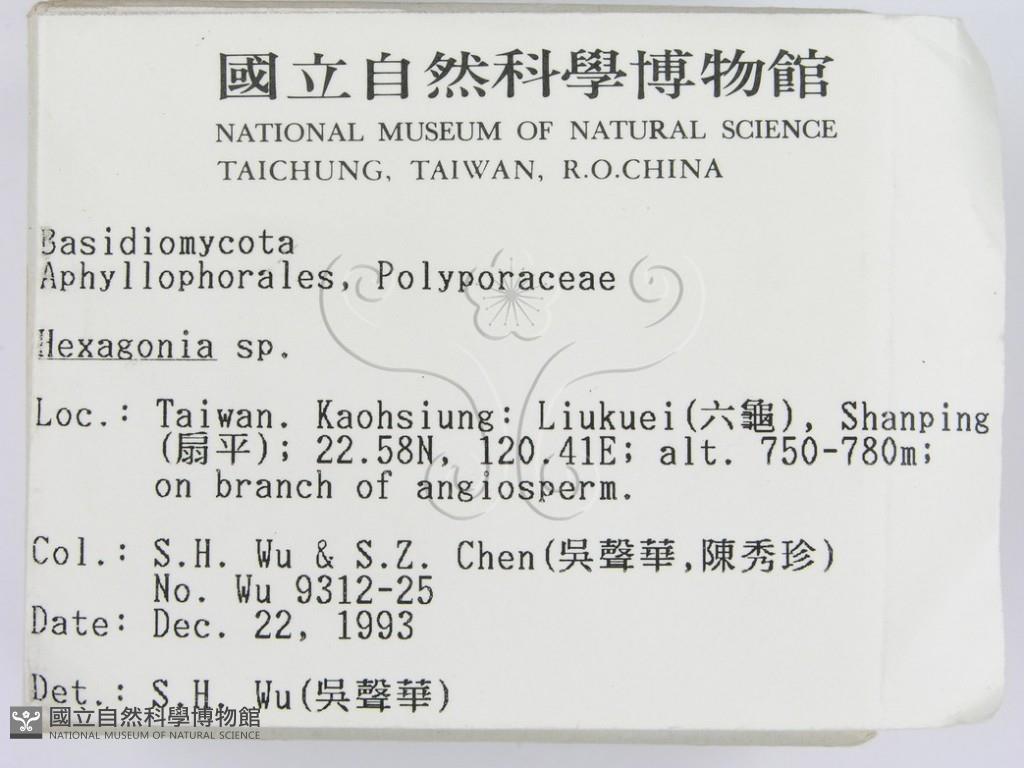 國立自然科學博物館
NATIONAL MUSEUM OF NATURAL SCIENCE
TAICHUNG, TAIWAN, R.O.CHINA
Basidiomycota
Aphyllophorales, Polyporaceae
Hexagonia sp.
Loc.: Taiwan. Kaohsiung: Liukuei(六龜), Shanping
(扇平); 22.58N, 120.41E; alt. 750-780m;
on branch of angiosperm.
Col.: S.H. Wu & S.Z. Chen(吳聲華,陳秀珍)
No. Wu 9312-25
Date: Dec. 22, 1993
Det.: S.H. Wu(吳聲華)
國立自然科學博物館
NATIONAL MUSEUM OF NATURAL SCIENCE